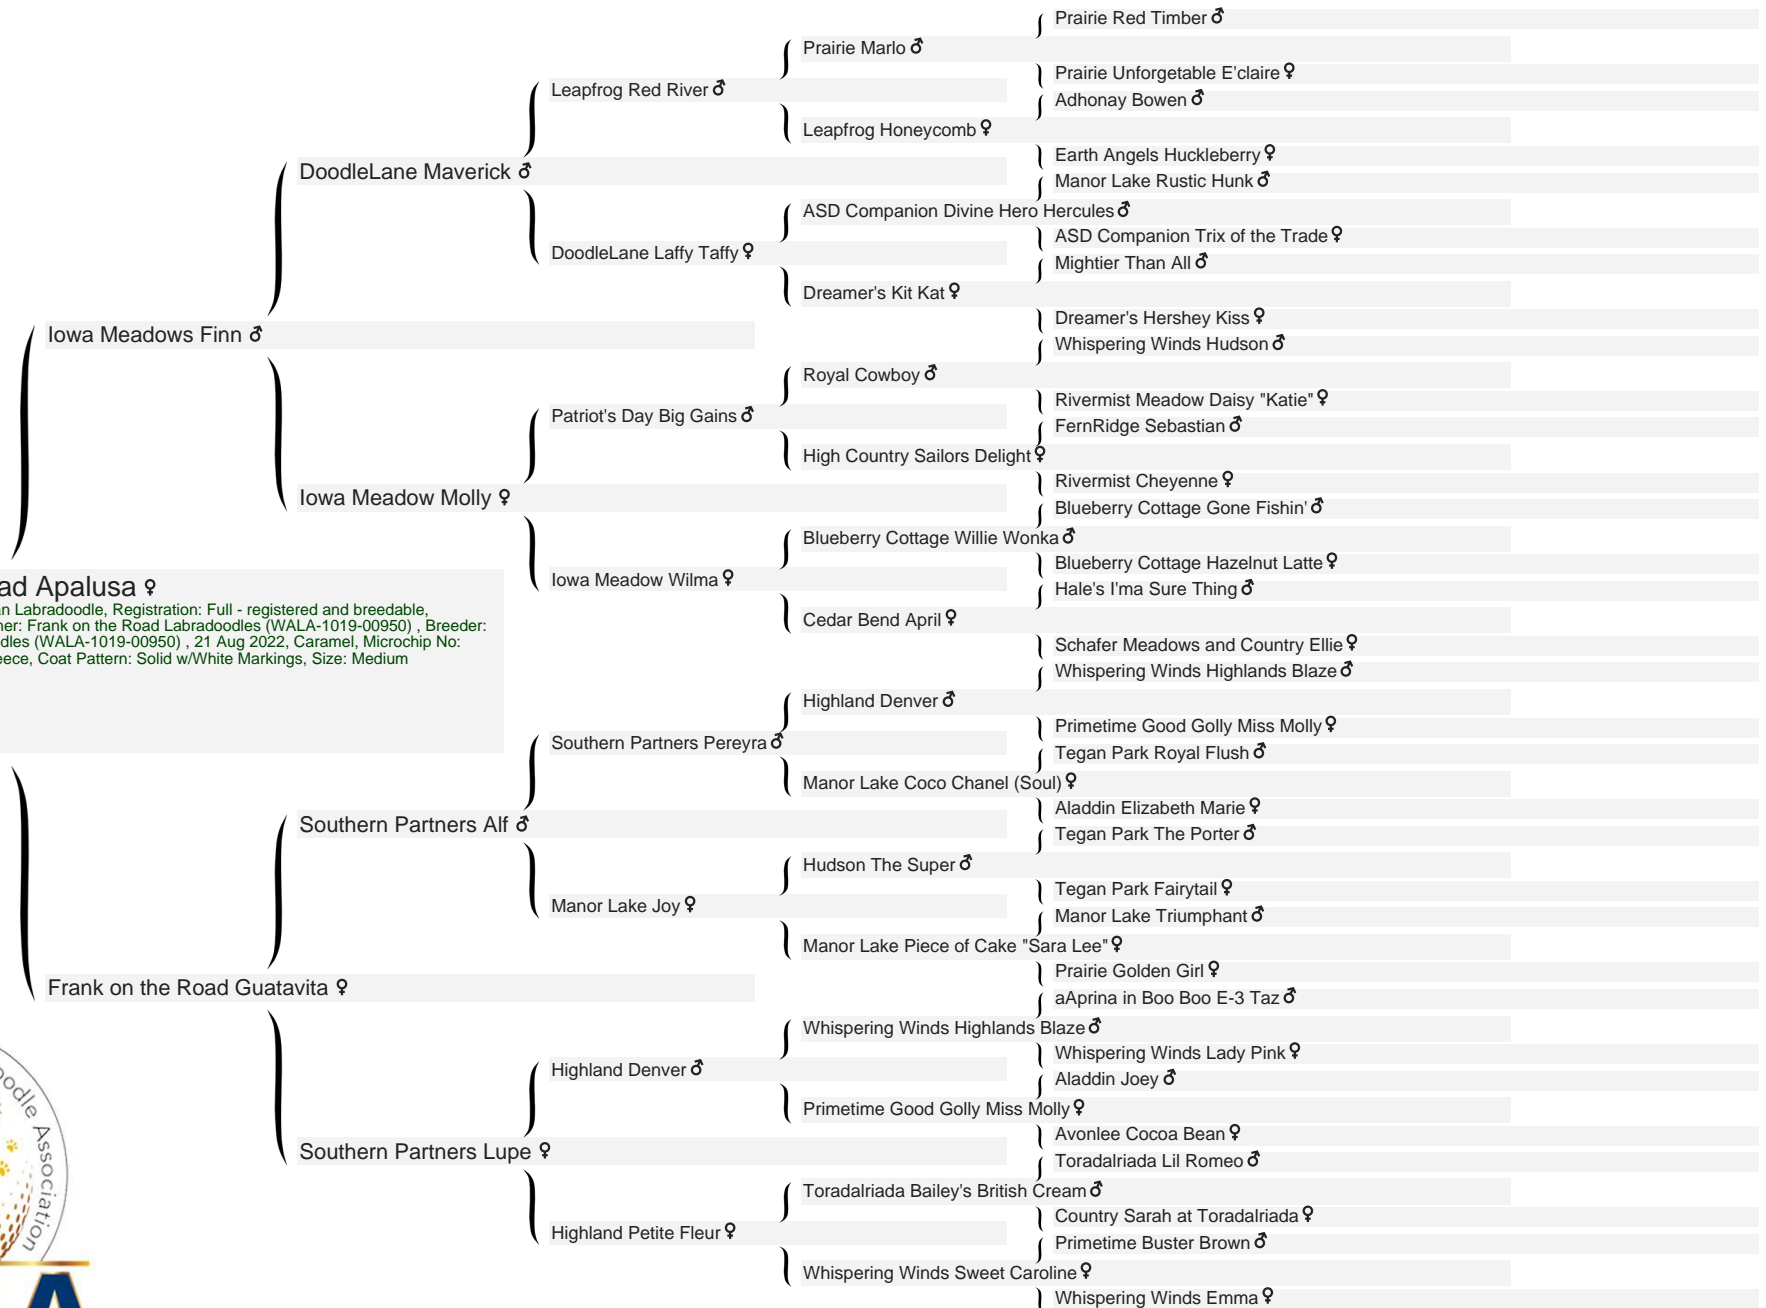 Prairie Red Timber ♂
Prairie Marlo ♂
Prairie Unforgetable E'claire ♀
Leapfrog Red River ♂
Adhonay Bowen ♂
Leapfrog Honeycomb ♀
Earth Angels Huckleberry ♀
DoodleLane Maverick ♂
Manor Lake Rustic Hunk ♂
ASD Companion Divine Hero Hercules ♂
ASD Companion Trix of the Trade ♀
DoodleLane Laffy Taffy ♀
Mightier Than All ♂
Dreamer's Kit Kat ♀
Dreamer's Hershey Kiss ♀
Iowa Meadows Finn ♂
Whispering Winds Hudson ♂
Royal Cowboy ♂
Rivermist Meadow Daisy "Katie" ♀
Patriot's Day Big Gains ♂
FernRidge Sebastian ♂
High Country Sailors Delight ♀
Rivermist Cheyenne ♀
Iowa Meadow Molly ♀
Blueberry Cottage Gone Fishin' ♂
Blueberry Cottage Willie Wonka ♂
Blueberry Cottage Hazelnut Latte ♀
Iowa Meadow Wilma ♀
Hale's I'ma Sure Thing ♂
Cedar Bend April ♀
Schafer Meadows and Country Ellie ♀
ad Apalusa ♀
an Labradoodle, Registration: Full - registered and breedable,
ner: Frank on the Road Labradoodles (WALA-1019-00950) , Breeder:
dles (WALA-1019-00950) , 21 Aug 2022, Caramel, Microchip No:
eece, Coat Pattern: Solid w/White Markings, Size: Medium
Whispering Winds Highlands Blaze ♂
Highland Denver ♂
Primetime Good Golly Miss Molly ♀
Southern Partners Pereyra ♂
Tegan Park Royal Flush ♂
Manor Lake Coco Chanel (Soul) ♀
Aladdin Elizabeth Marie ♀
Southern Partners Alf ♂
Tegan Park The Porter ♂
Hudson The Super ♂
Tegan Park Fairytail ♀
Manor Lake Joy ♀
Manor Lake Triumphant ♂
Manor Lake Piece of Cake "Sara Lee" ♀
Prairie Golden Girl ♀
Frank on the Road Guatavita ♀
aAprina in Boo Boo E-3 Taz ♂
Whispering Winds Highlands Blaze ♂
Whispering Winds Lady Pink ♀
Highland Denver ♂
Aladdin Joey ♂
Primetime Good Golly Miss Molly ♀
Avonlee Cocoa Bean ♀
Southern Partners Lupe ♀
Toradalriada Lil Romeo ♂
Toradalriada Bailey's British Cream ♂
Country Sarah at Toradalriada ♀
Highland Petite Fleur ♀
Primetime Buster Brown ♂
Whispering Winds Sweet Caroline ♀
Whispering Winds Emma ♀
oodle Association
A